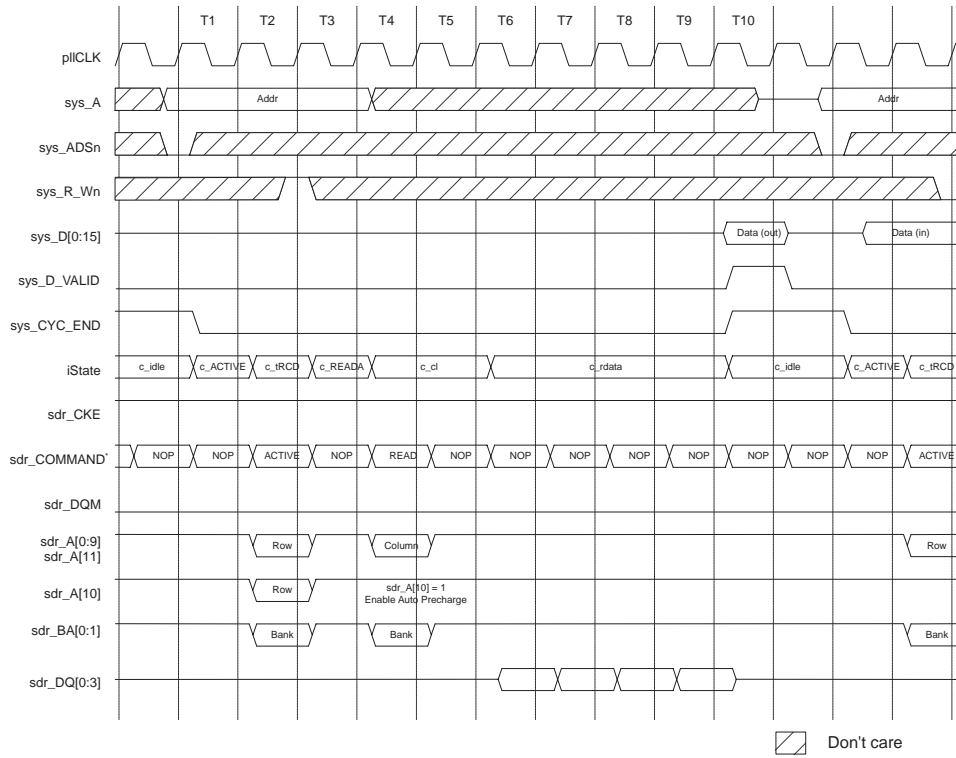 T1 T2 T3 T4 T5 T6 T7 T8 T9 T10
pllCLK
sys_A Addr Addr
sys_ADSn
sys_R_Wn
sys_D[0:15] Data (out) Data (in)
sys_D_VALID
sys_CYC_END
iState c_idle c_ACTIVE c_tRCD c_READA c_cl c_rdata c_idle c_ACTIVE c_tRCD
sdr_CKE
sdr_COMMAND* NOP NOP ACTIVE NOP READ NOP NOP NOP NOP NOP NOP NOP NOP ACTIVE
sdr_DQM
sdr_A[0:9]
sdr_A[11] Row Column Row
sdr_A[10] Row sdr_A[10] = 1
Enable Auto Precharge
sdr_BA[0:1] Bank Bank Bank
sdr_DQ[0:3]
Don't care